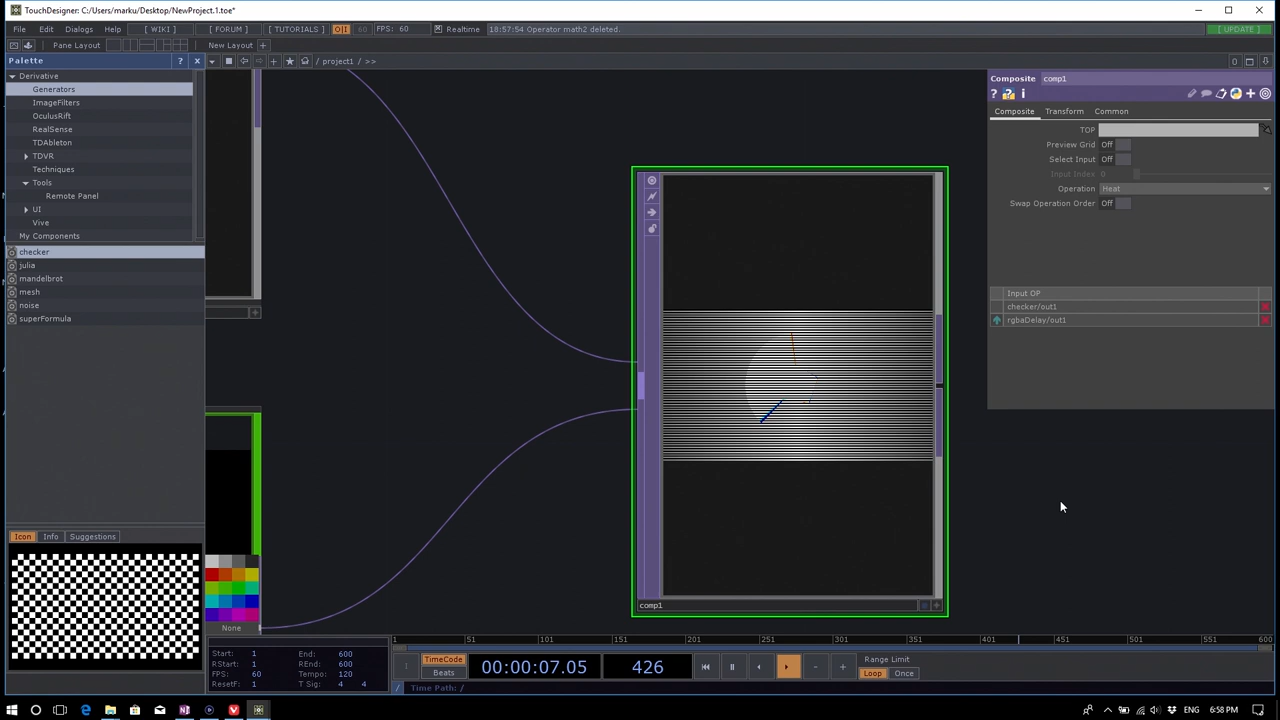 TouchDesigner: C:/Users/marku/Desktop/NewProject.1.toe*
File Edit Dialogs Help [ WIKI ] [ FORUM ] [ TUTORIALS ] O|I 60 FPS: 60 Realtime 18:57:54 Operator math2 deleted. [ UPDATE ]
Pane Layout New Layout +
Palette ? x / project1 / >> 0
Derivative
Generators
ImageFilters
OculusRift
RealSense
TDAbleton
TDVR
Techniques
Tools
Remote Panel
UI
Vive
My Components
checker
julia
mandelbrot
mesh
noise
superFormula
Icon Info Suggestions
None
comp1
Composite comp1
? ? i
Composite Transform Common
TOP
Preview Grid Off
Select Input Off
Input Index 0
Operation Heat
Swap Operation Order Off
Input OP
checker/out1
rgbaDelay/out1
1 51 101 151 201 251 301 351 401 451 501 551 600
Start: 1 End: 600
RStart: 1 REnd: 600
FPS: 60 Tempo: 120
ResetF: 1 T Sig: 4 4
TimeCode
Beats
00:00:07.05 426
Range Limit
Loop Once
/ Time Path: /
6:58 PM